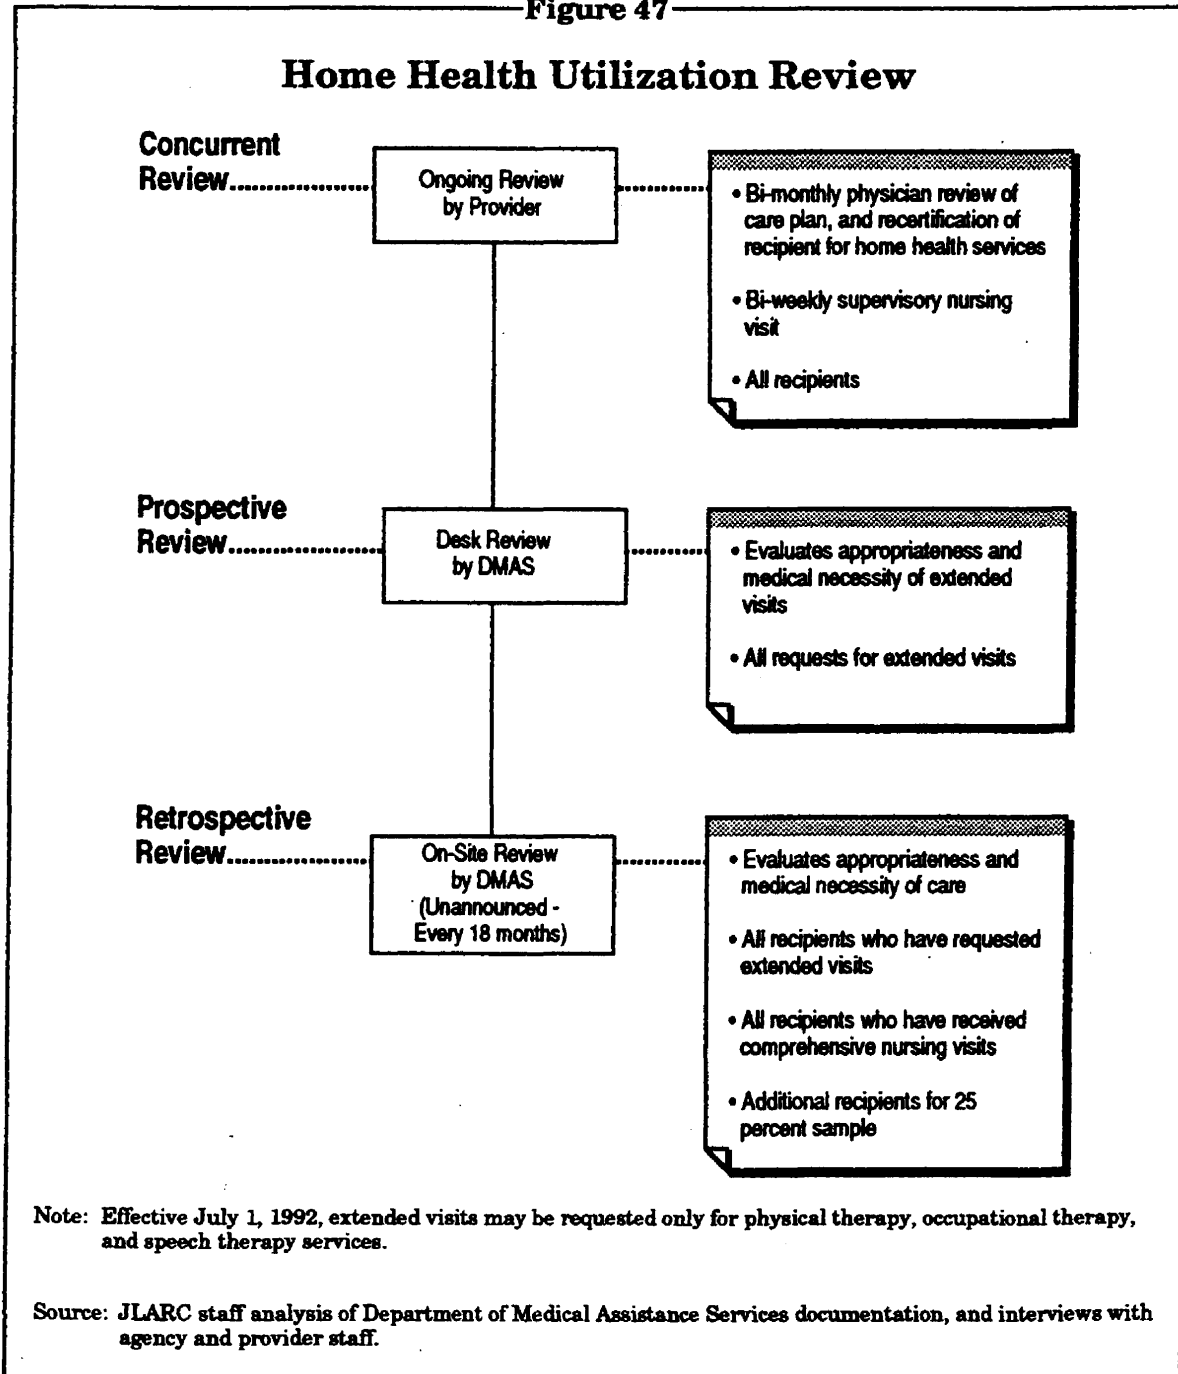 Figure 47
Home Health Utilization Review
Concurrent
Review..................
Ongoing Review
by Provider
• Bi-monthly physician review of
care plan, and recertification of
recipient for home health services
• Bi-weekly supervisory nursing
visit
• All recipients
Prospective
Review....................
Desk Review
by DMAS
• Evaluates appropriateness and
medical necessity of extended
visits
• All requests for extended visits
Retrospective
Review..................
On-Site Review
by DMAS
(Unannounced -
Every 18 months)
• Evaluates appropriateness and
medical necessity of care
• All recipients who have requested
extended visits
• All recipients who have received
comprehensive nursing visits
• Additional recipients for 25
percent sample
Note: Effective July 1, 1992, extended visits may be requested only for physical therapy, occupational therapy,
and speech therapy services.
Source: JLARC staff analysis of Department of Medical Assistance Services documentation, and interviews with
agency and provider staff.